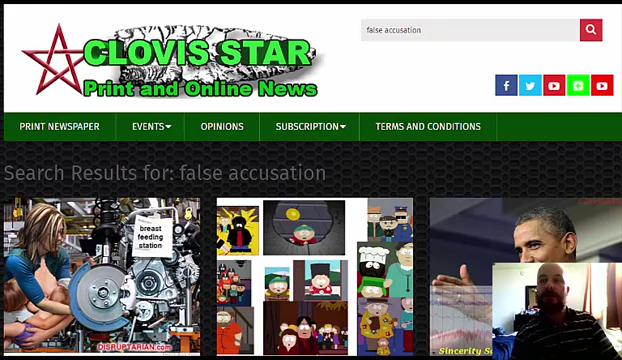 CLOVIS STAR
Print and Online News
false accusation
PRINT NEWSPAPER EVENTS OPINIONS SUBSCRIPTION TERMS AND CONDITIONS
Search Results for: false accusation
breast
feeding
station
DISRUPTARIAN.com
Sincerity